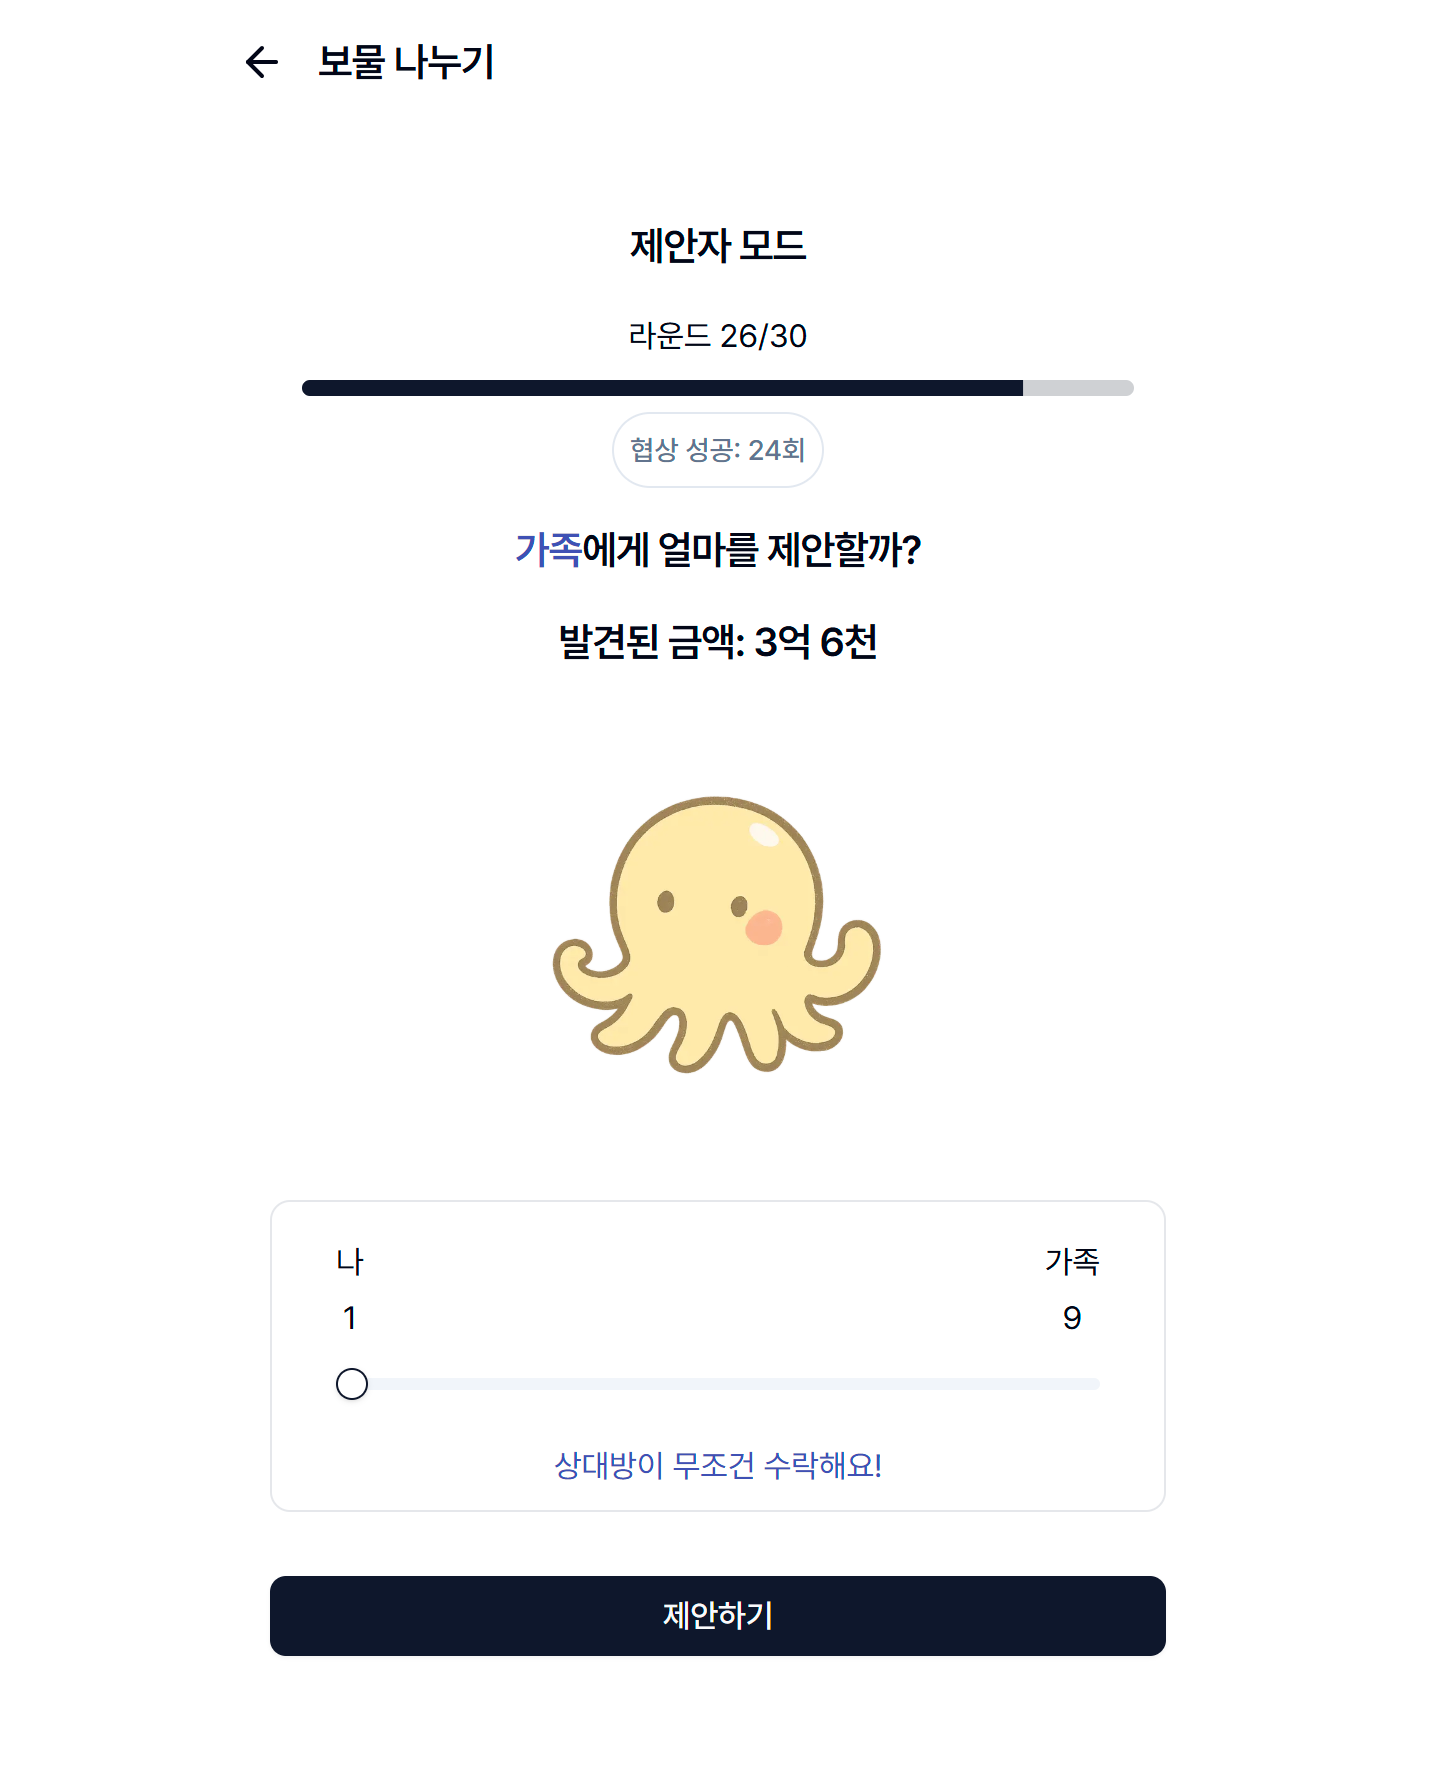 보물 나누기
제안자 모드
라운드 26/30
협상 성공: 24회
가족에게 얼마를 제안할까?
발견된 금액: 3억 6천
나 가족
1 9
상대방이 무조건 수락해요!
제안하기